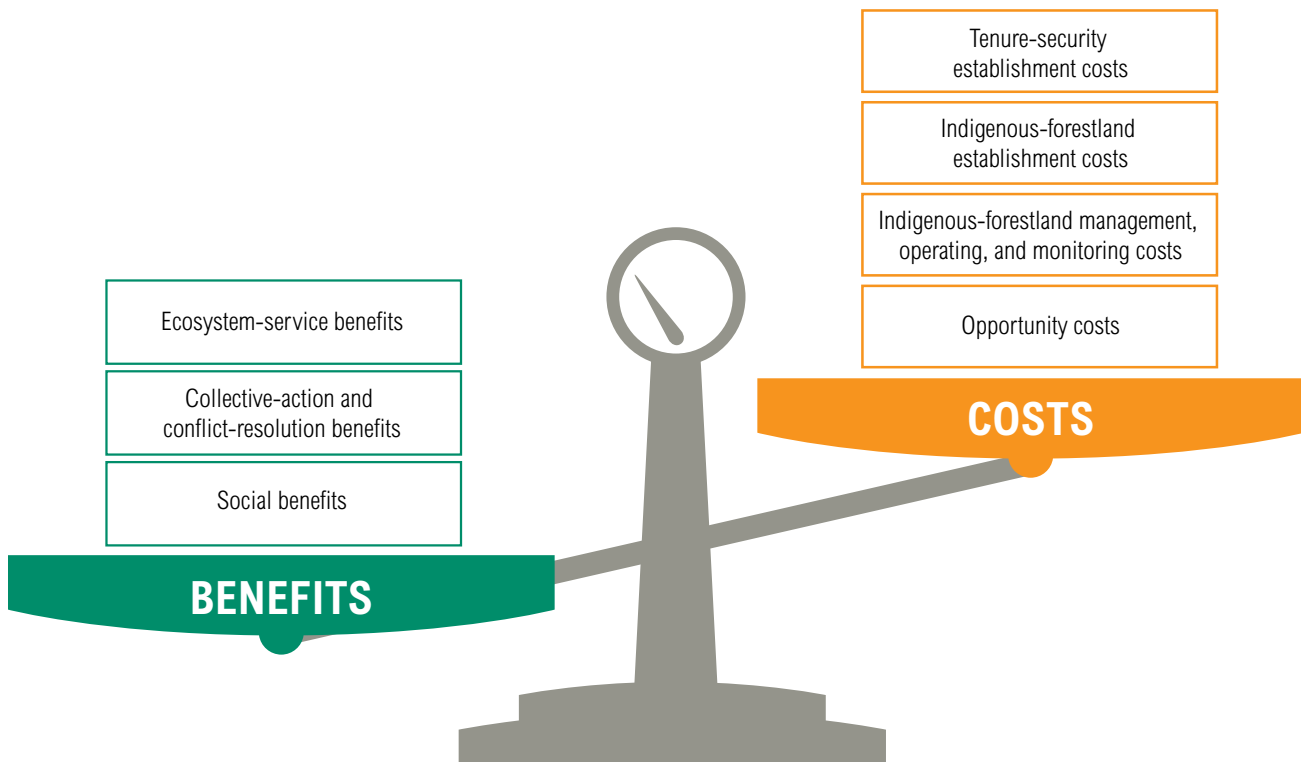 Ecosystem-service benefits
Collective-action and
conflict-resolution benefits
Social benefits
BENEFITS
Tenure-security
establishment costs
Indigenous-forestland
establishment costs
Indigenous-forestland management,
operating, and monitoring costs
Opportunity costs
COSTS